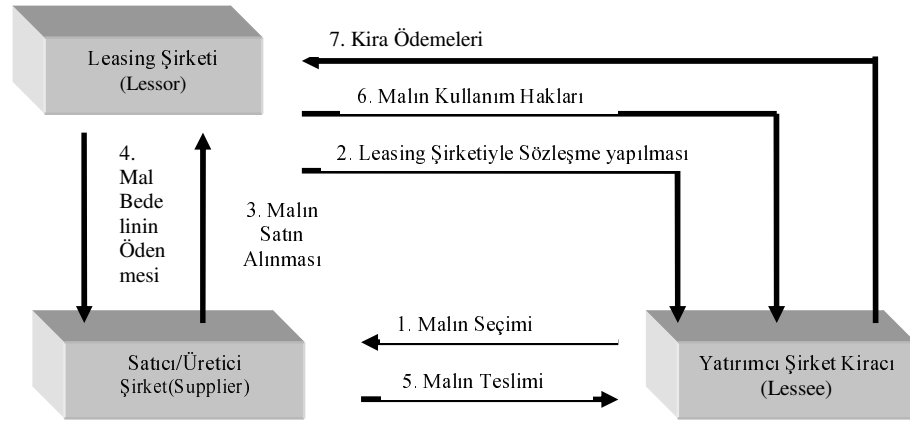 7. Kira Ödemeleri
Leasing Şirketi
(Lessor)
6. Malın Kullanım Hakları
2. Leasing Şirketiyle Sözleşme yapılması
4.
Mal
Bede
linin
Öden
mesi
3. Malın
Satın
Alınması
1. Malın Seçimi
Satıcı/Üretici
Şirket(Supplier)
5. Malın Teslimi
Yatırımcı Şirket Kiracı
(Lessee)